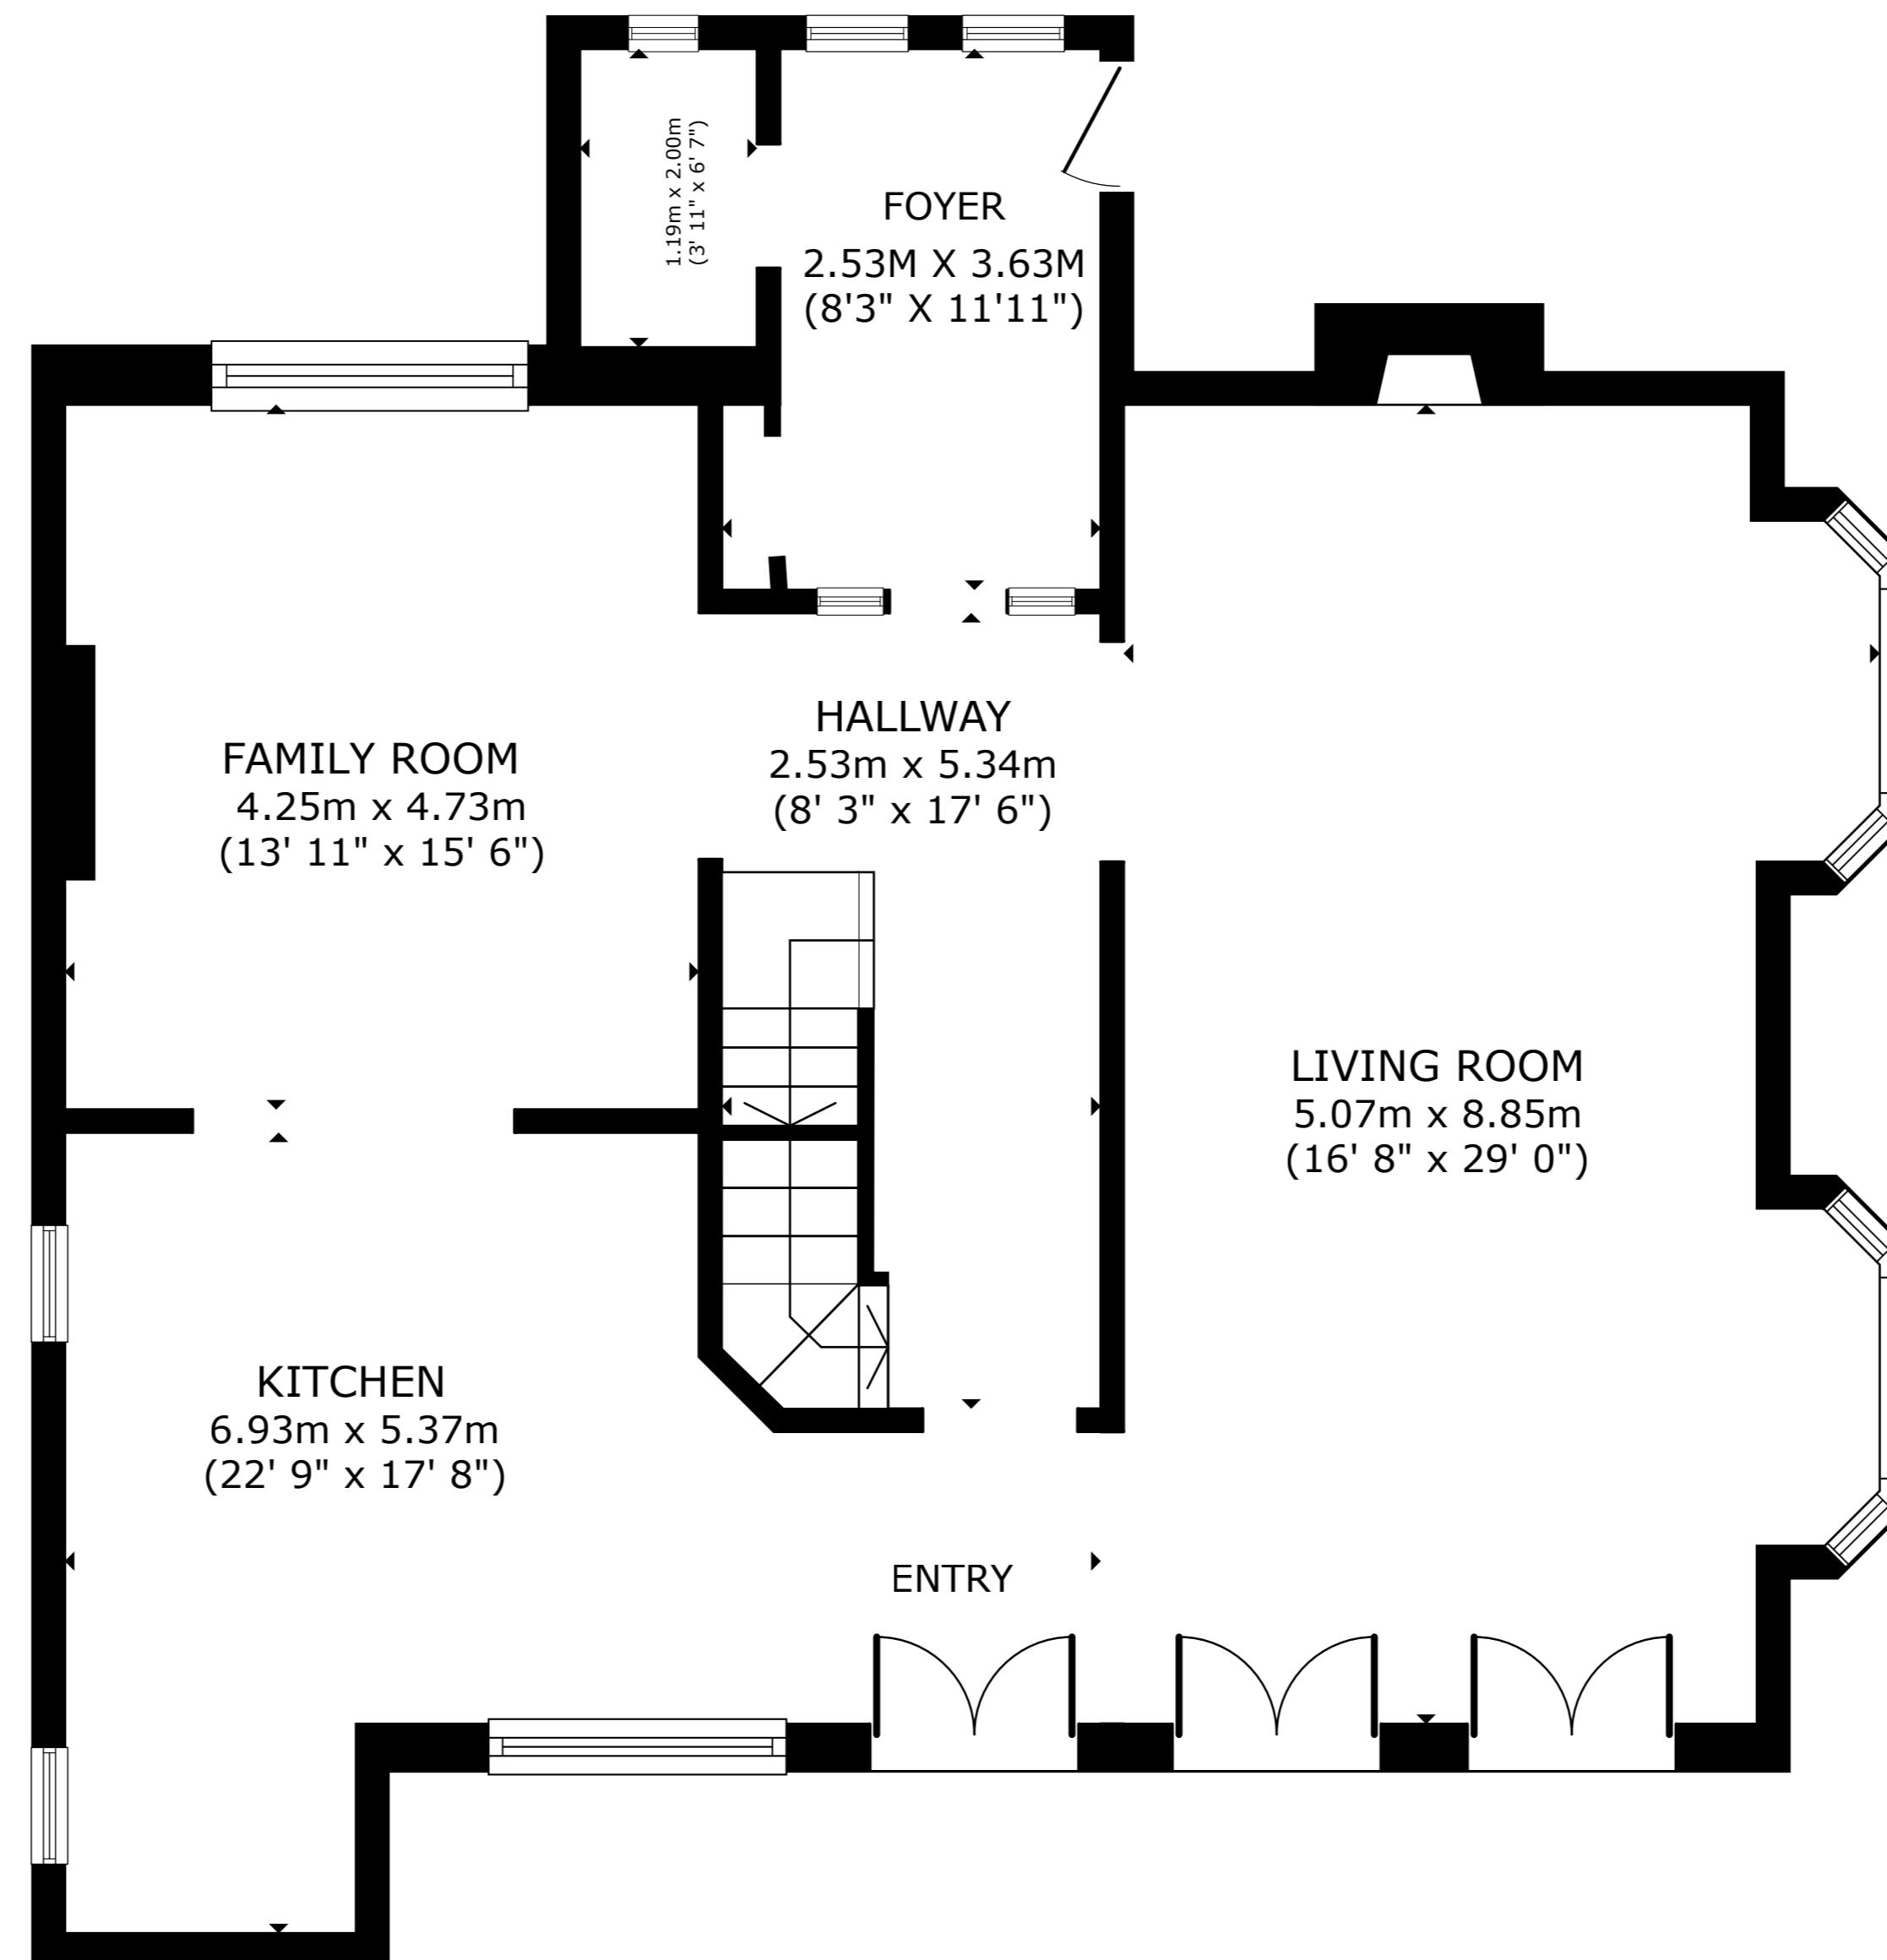 1.19m x 2.00m
(3' 11" x 6' 7")
FOYER
2.53M X 3.63M
(8'3" X 11'11")
HALLWAY
2.53m x 5.34m
(8' 3" x 17' 6")
FAMILY ROOM
4.25m x 4.73m
(13' 11" x 15' 6")
LIVING ROOM
5.07m x 8.85m
(16' 8" x 29' 0")
KITCHEN
6.93m x 5.37m
(22' 9" x 17' 8")
ENTRY